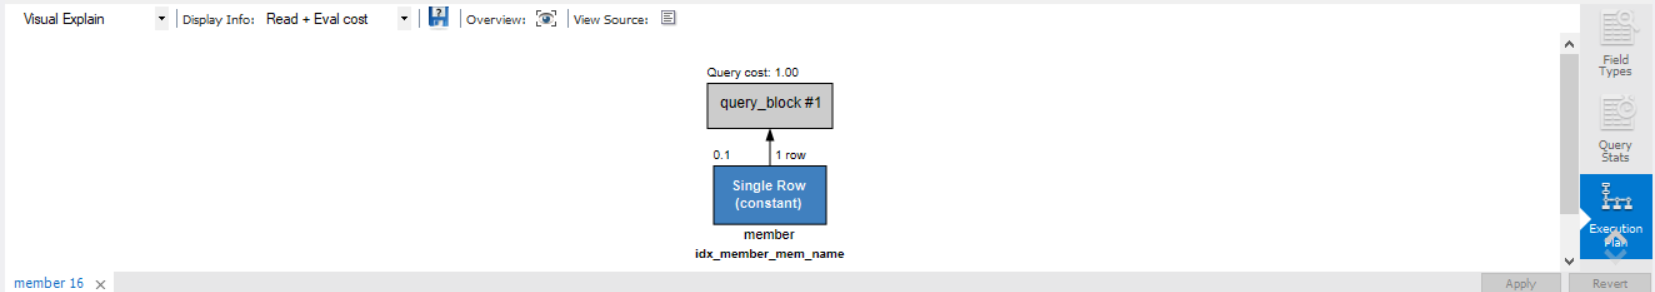 Visual Explain
Display Info:
Read + Eval cost
Overview:
View Source:
Query cost: 1.00
query_block #1
0.1
1 row
Single Row
(constant)
member
idx_member_mem_name
Field
Types
Query
Stats
Execution
Plan
member 16
Apply
Revert